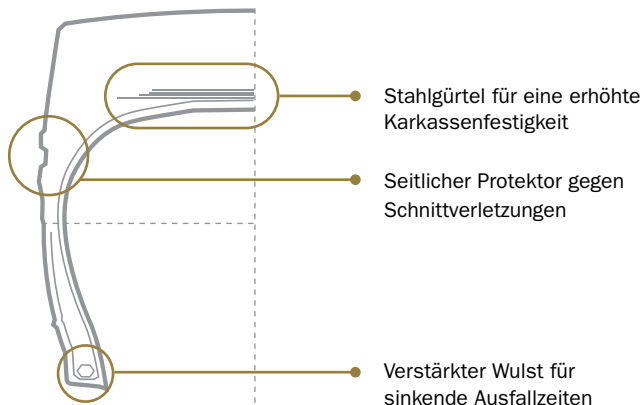 Stahlgürtel für eine erhöhte
Karkassenfestigkeit
Seitlicher Protektor gegen
Schnittverletzungen
Verstärkter Wulst für
sinkende Ausfallzeiten